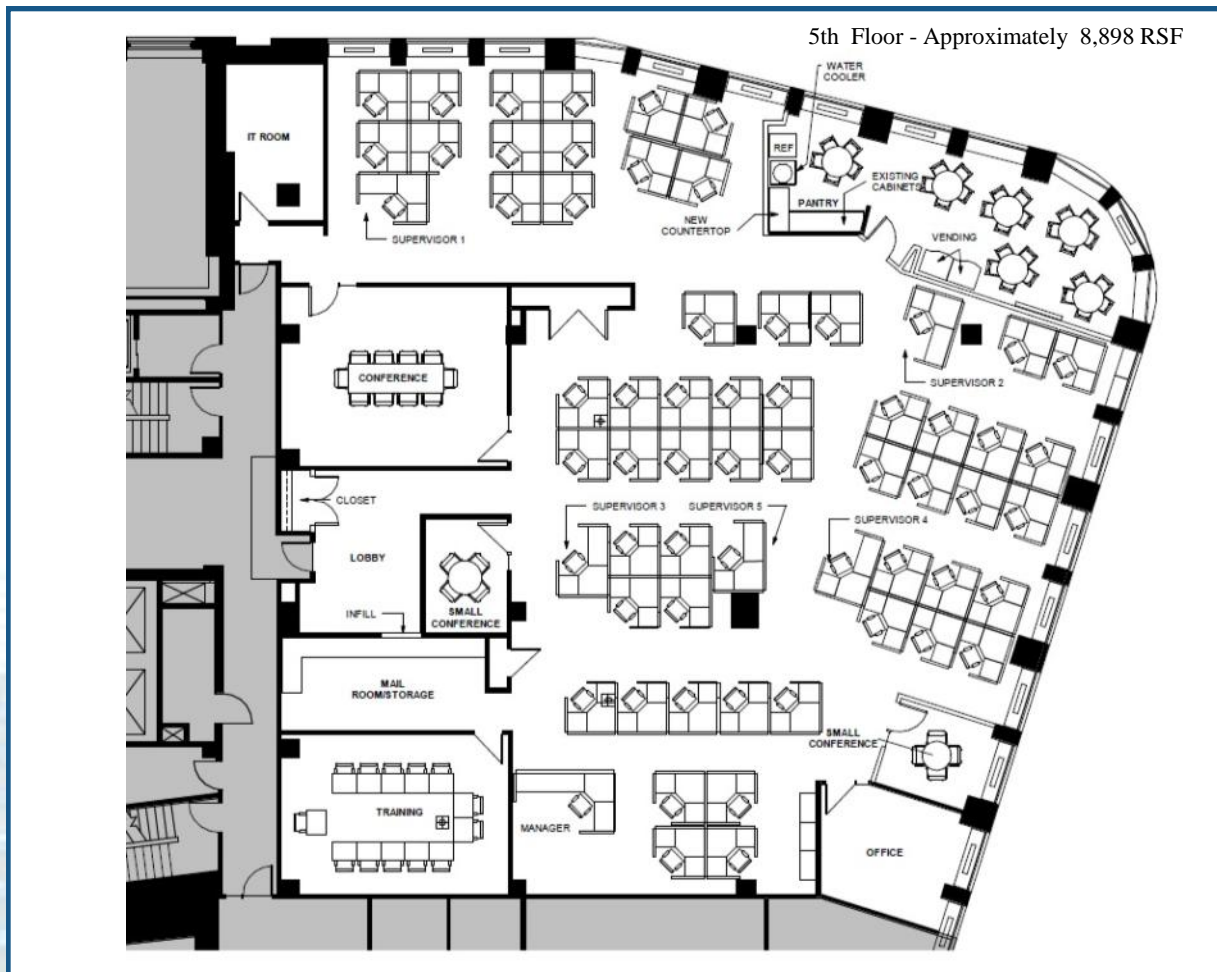 5th Floor - Approximately 8,898 RSF
WATER
COOLER
IT ROOM
REF
EXISTING
CABINETS
PANTRY
NEW
COUNTERTOP
VENDING
SUPERVISOR 1
CONFERENCE
SUPERVISOR 2
CLOSET
SUPERVISOR 3
SUPERVISOR 5
SUPERVISOR 4
LOBBY
INFILL
SMALL
CONFERENCE
MAIL
ROOM/STORAGE
SMALL
CONFERENCE
TRAINING
MANAGER
OFFICE